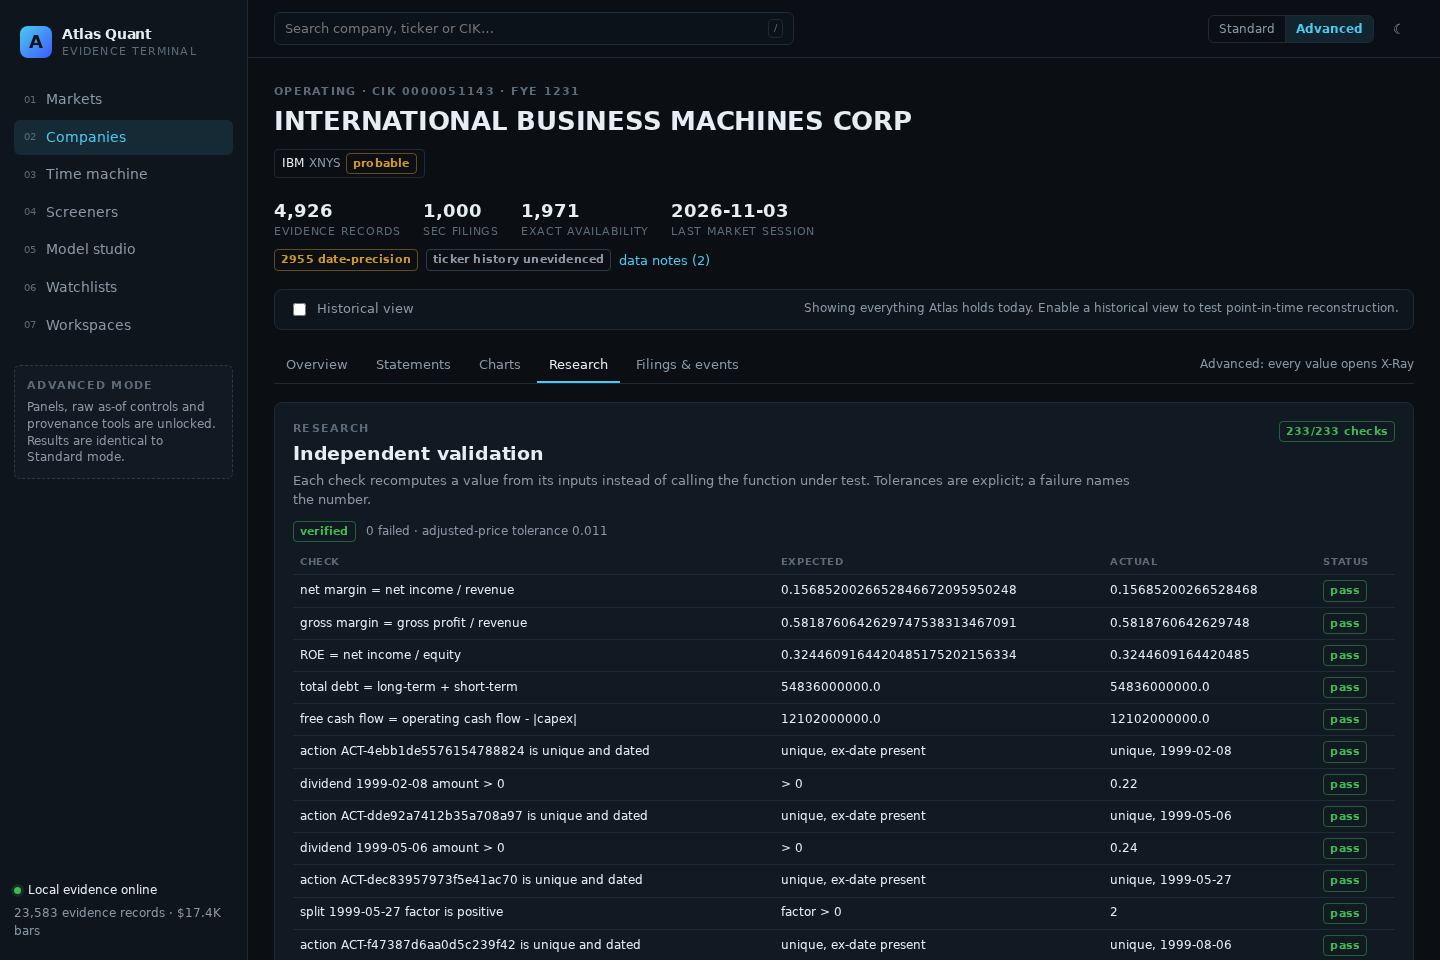 A
Atlas Quant
EVIDENCE TERMINAL
01 Markets
02 Companies
03 Time machine
04 Screeners
05 Model studio
06 Watchlists
07 Workspaces
ADVANCED MODE
Panels, raw as-of controls and
provenance tools are unlocked.
Results are identical to
Standard mode.
Local evidence online
23,583 evidence records · $17.4K
bars
Search company, ticker or CIK... /
Standard Advanced
OPERATING · CIK 0000051143 · FYE 1231
INTERNATIONAL BUSINESS MACHINES CORP
IBM XNYS probable
4,926 1,000 1,971 2026-11-03
EVIDENCE RECORDS SEC FILINGS EXACT AVAILABILITY LAST MARKET SESSION
2955 date-precision ticker history unevidenced data notes (2)
Historical view Showing everything Atlas holds today. Enable a historical view to test point-in-time reconstruction.
Overview Statements Charts Research Filings & events Advanced: every value opens X-Ray
RESEARCH 233/233 checks
Independent validation
Each check recomputes a value from its inputs instead of calling the function under test. Tolerances are explicit; a failure names
the number.
verified 0 failed · adjusted-price tolerance 0.011
CHECK EXPECTED ACTUAL STATUS
net margin = net income / revenue 0.1568520026652846672095950248 0.15685200266528468 pass
gross margin = gross profit / revenue 0.5818760642629747538313467091 0.5818760642629748 pass
ROE = net income / equity 0.3244609164420485175202156334 0.3244609164420485 pass
total debt = long-term + short-term 54836000000.0 54836000000.0 pass
free cash flow = operating cash flow - |capex| 12102000000.0 12102000000.0 pass
action ACT-4ebb1de5576154788824 is unique and dated unique, ex-date present unique, 1999-02-08 pass
dividend 1999-02-08 amount > 0 > 0 0.22 pass
action ACT-dde92a7412b35a708a97 is unique and dated unique, ex-date present unique, 1999-05-06 pass
dividend 1999-05-06 amount > 0 > 0 0.24 pass
action ACT-dec83957973f5e41ac70 is unique and dated unique, ex-date present unique, 1999-05-27 pass
split 1999-05-27 factor is positive factor > 0 2 pass
action ACT-f47387d6aa0d5c239f42 is unique and dated unique, ex-date present unique, 1999-08-06 pass